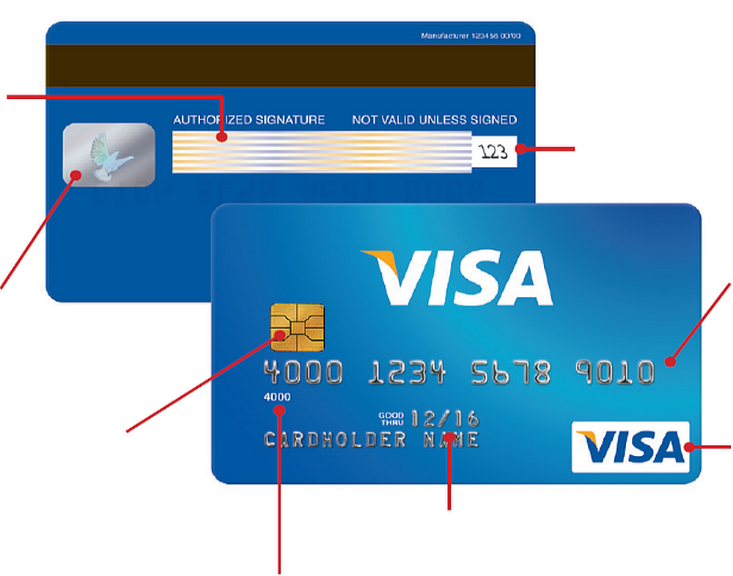 Manufacturer 123456 00/00
AUTHORIZED SIGNATURE NOT VALID UNLESS SIGNED
123
VISA
4000 1234 5678 9010
4000
GOOD THRU 12/16
CARDHOLDER NAME
VISA